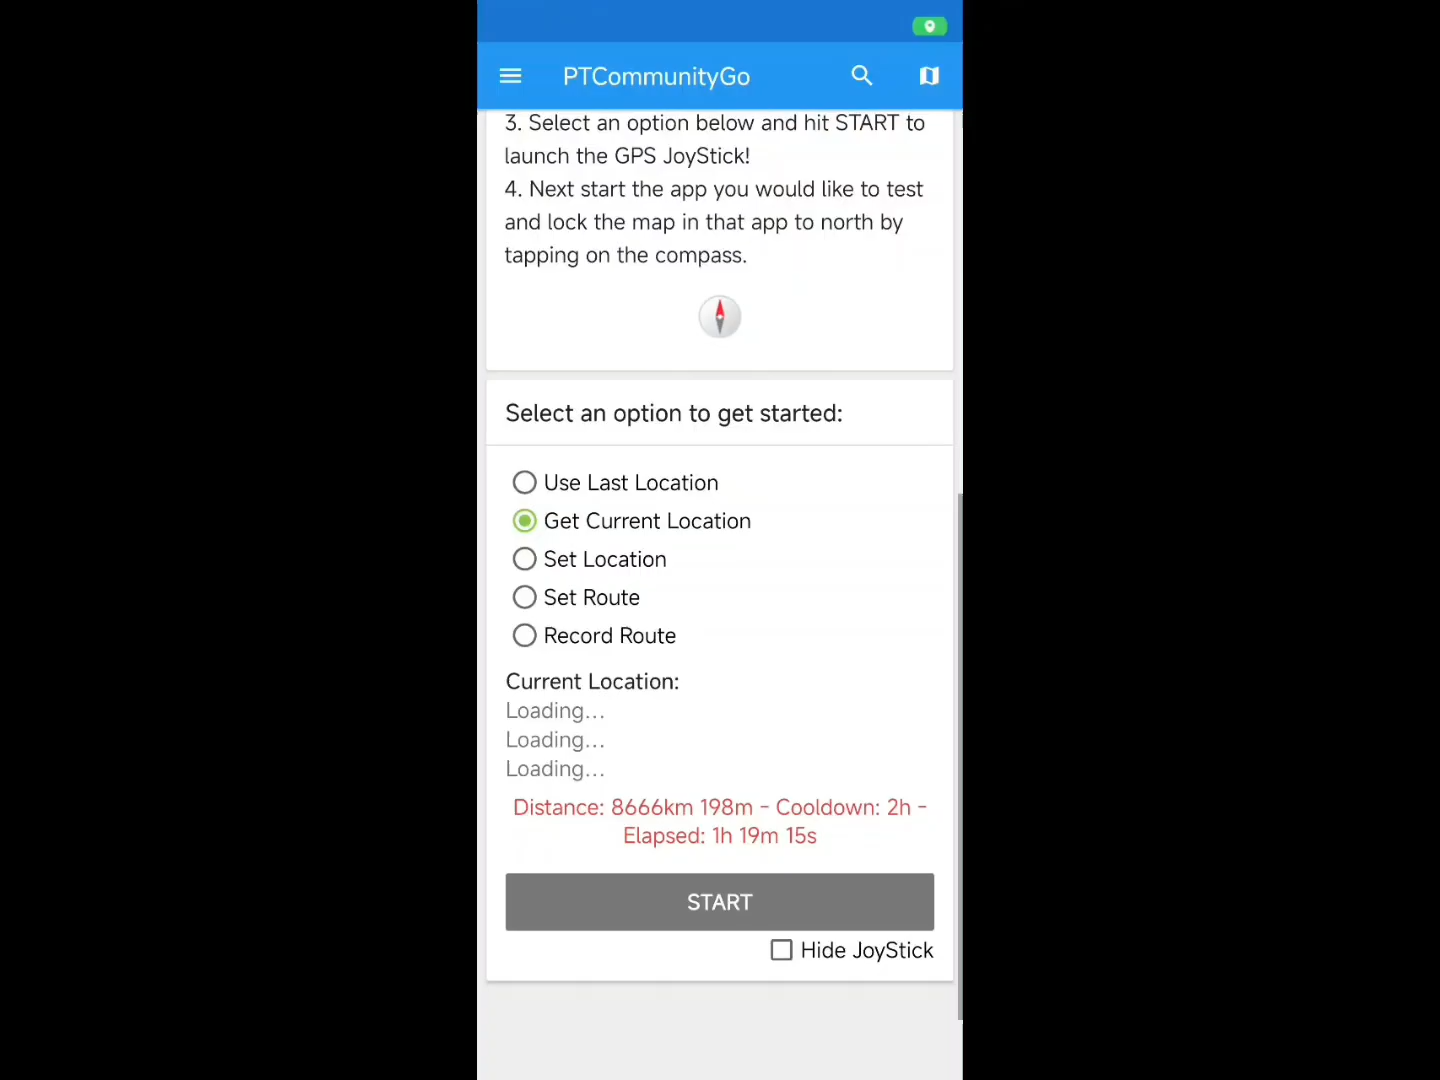 PTCommunityGo
3. Select an option below and hit START to
launch the GPS JoyStick!
4. Next start the app you would like to test
and lock the map in that app to north by
tapping on the compass.
Select an option to get started:
Use Last Location
Get Current Location
Set Location
Set Route
Record Route
Current Location:
Loading...
Loading...
Loading...
Distance: 8666km 198m - Cooldown: 2h -
Elapsed: 1h 19m 15s
START
Hide JoyStick